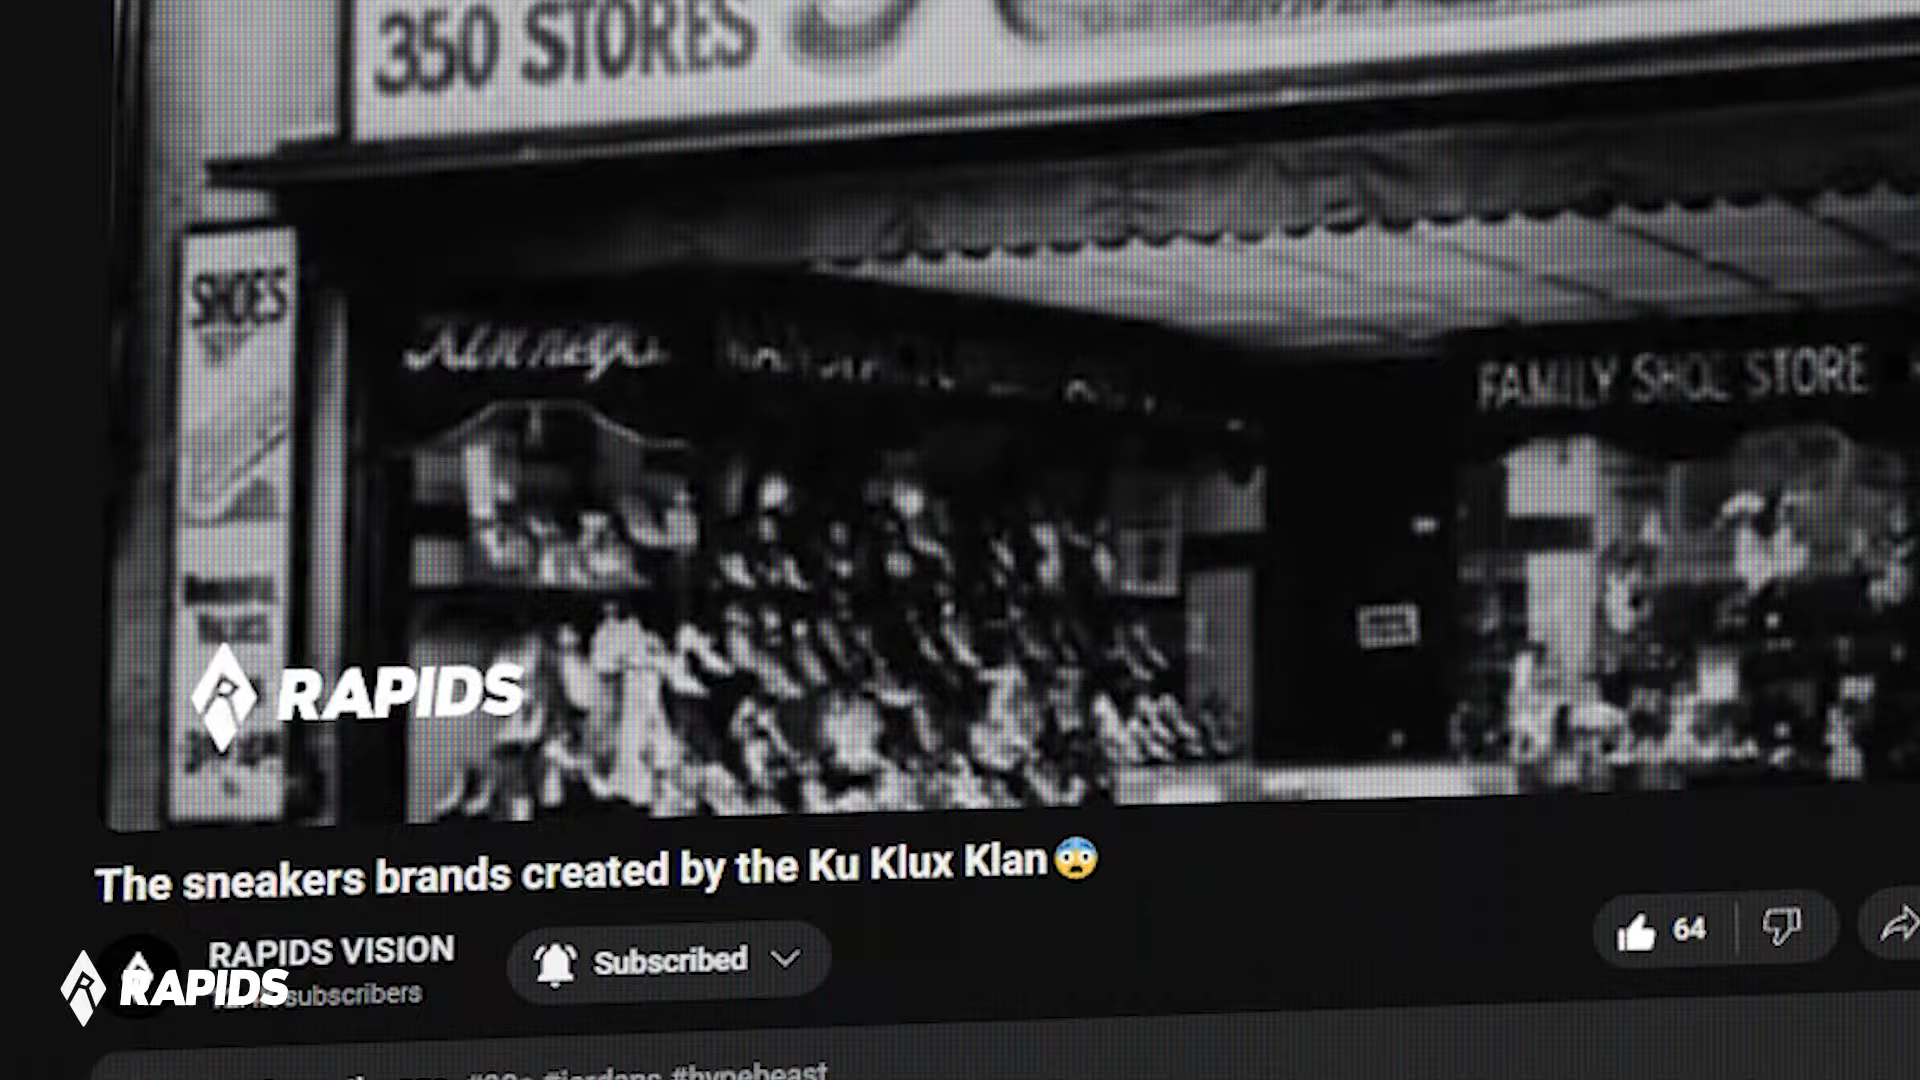 350 STORES
SHOES
Kinneys
FAMILY SHOE STORE
RAPIDS
The sneakers brands created by the Ku Klux Klan😨
RAPIDS VISION
Subscribed
64
RAPIDS
subscribers
#jordans #hypebeast